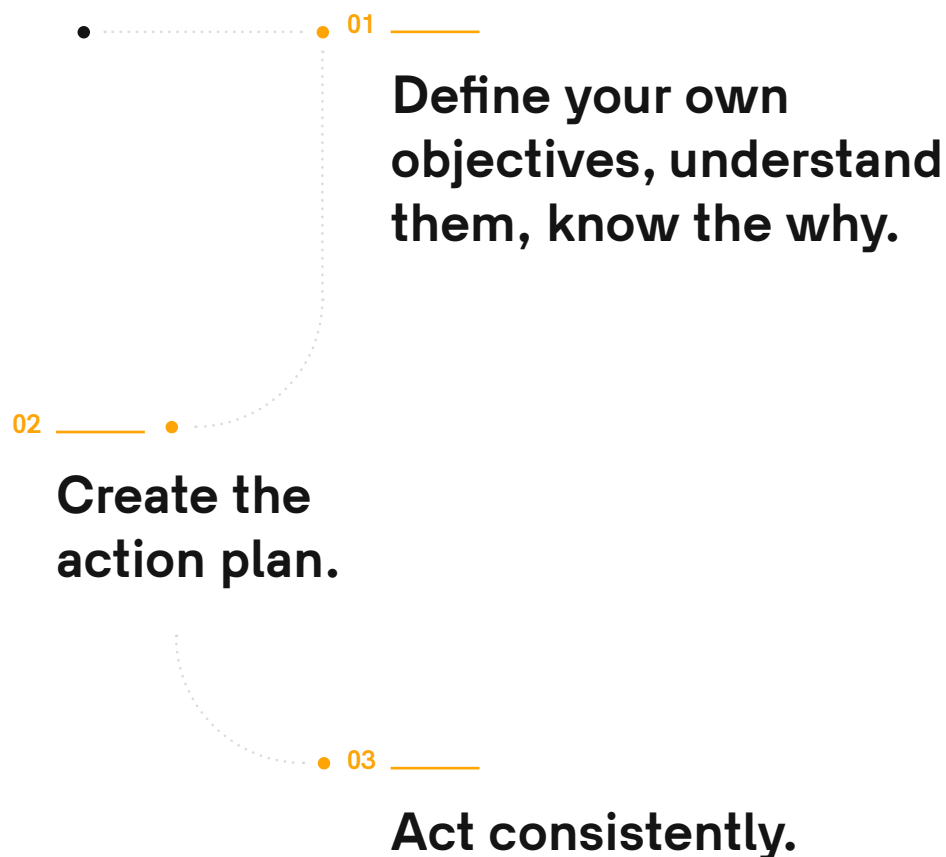 01
Define your own
objectives, understand
them, know the why.
02
Create the
action plan.
03
Act consistently.